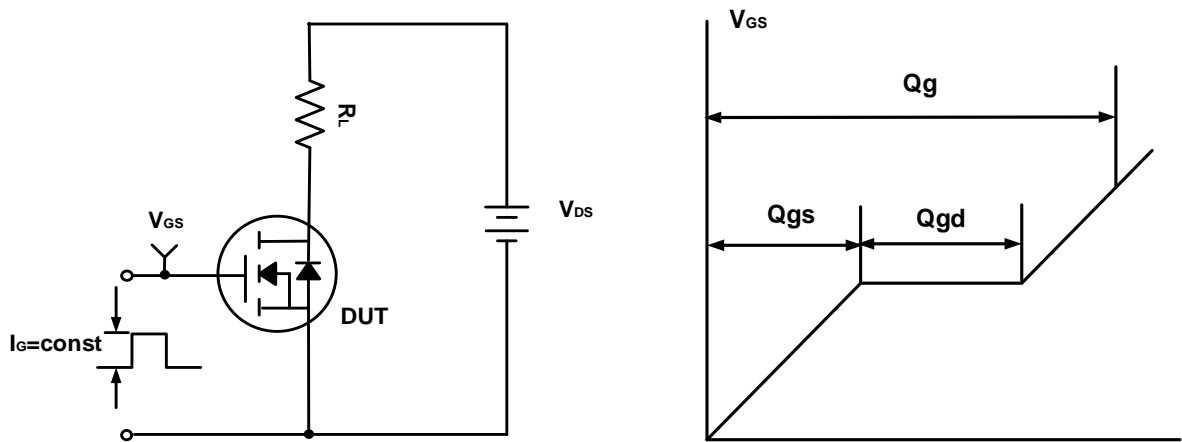 RL
VGS
VDS
DUT
IG=const
VGS
Qg
Qgs
Qgd